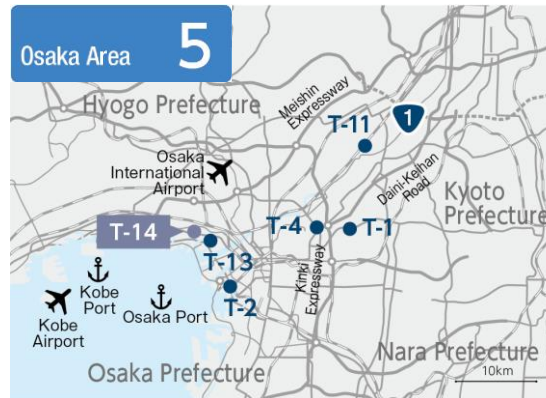 Osaka Area 5
Hyogo Prefecture
Meishin
Expressway
1
T-11
Osaka
International
Airport
Daini-Keihan
Road
Kyoto
Prefecture
T-14
T-4
T-1
T-13
Kinki
Expressway
Kobe
Port
Osaka Port
T-2
Kobe
Airport
Nara Prefecture
Osaka Prefecture
10km